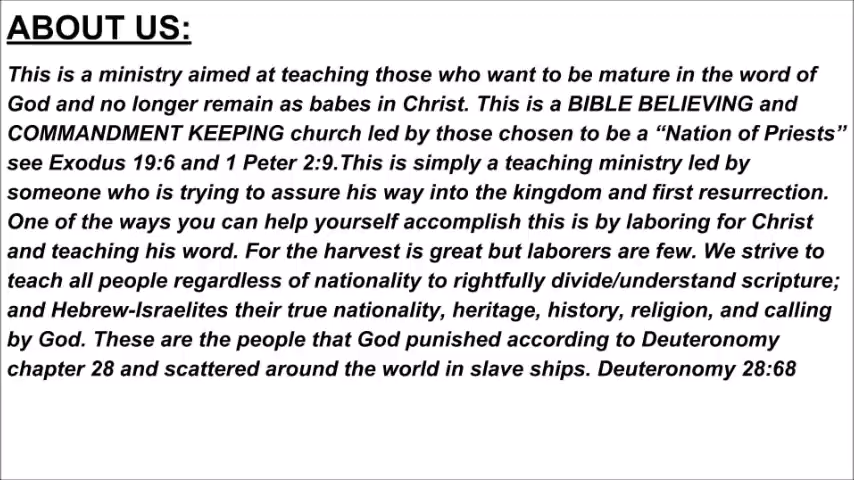 ABOUT US:
This is a ministry aimed at teaching those who want to be mature in the word of
God and no longer remain as babes in Christ. This is a BIBLE BELIEVING and
COMMANDMENT KEEPING church led by those chosen to be a “Nation of Priests”
see Exodus 19:6 and 1 Peter 2:9.This is simply a teaching ministry led by
someone who is trying to assure his way into the kingdom and first resurrection.
One of the ways you can help yourself accomplish this is by laboring for Christ
and teaching his word. For the harvest is great but laborers are few. We strive to
teach all people regardless of nationality to rightfully divide/understand scripture;
and Hebrew-Israelites their true nationality, heritage, history, religion, and calling
by God. These are the people that God punished according to Deuteronomy
chapter 28 and scattered around the world in slave ships. Deuteronomy 28:68